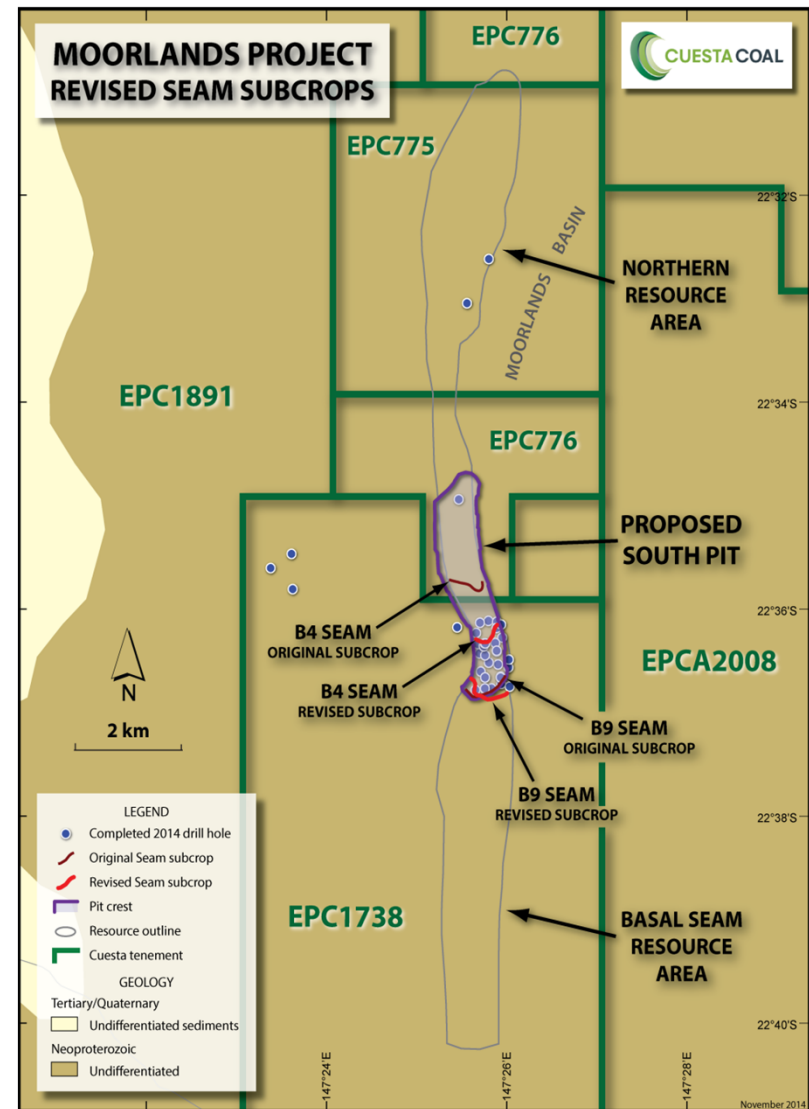 MOORLANDS PROJECT
REVISED SEAM SUBCROPS
EPC776
CUESTA COAL
EPC775
22°32'S
MOORLANDS BASIN
NORTHERN
RESOURCE
AREA
EPC1891
22°34'S
EPC776
PROPOSED
SOUTH PIT
22°36'S
B4 SEAM
ORIGINAL SUBCROP
EPCA2008
B4 SEAM
REVISED SUBCROP
N
2 km
B9 SEAM
ORIGINAL SUBCROP
B9 SEAM
REVISED SUBCROP
22°38'S
LEGEND
Completed 2014 drill hole
Original Seam subcrop
Revised Seam subcrop
Pit crest
Resource outline
Cuesta tenement
GEOLOGY
Tertiary/Quaternary
Undifferentiated sediments
Neoproterozoic
Undifferentiated
EPC1738
BASAL SEAM
RESOURCE
AREA
22°40'S
147°24'E
147°26'E
147°28'E
November 2014